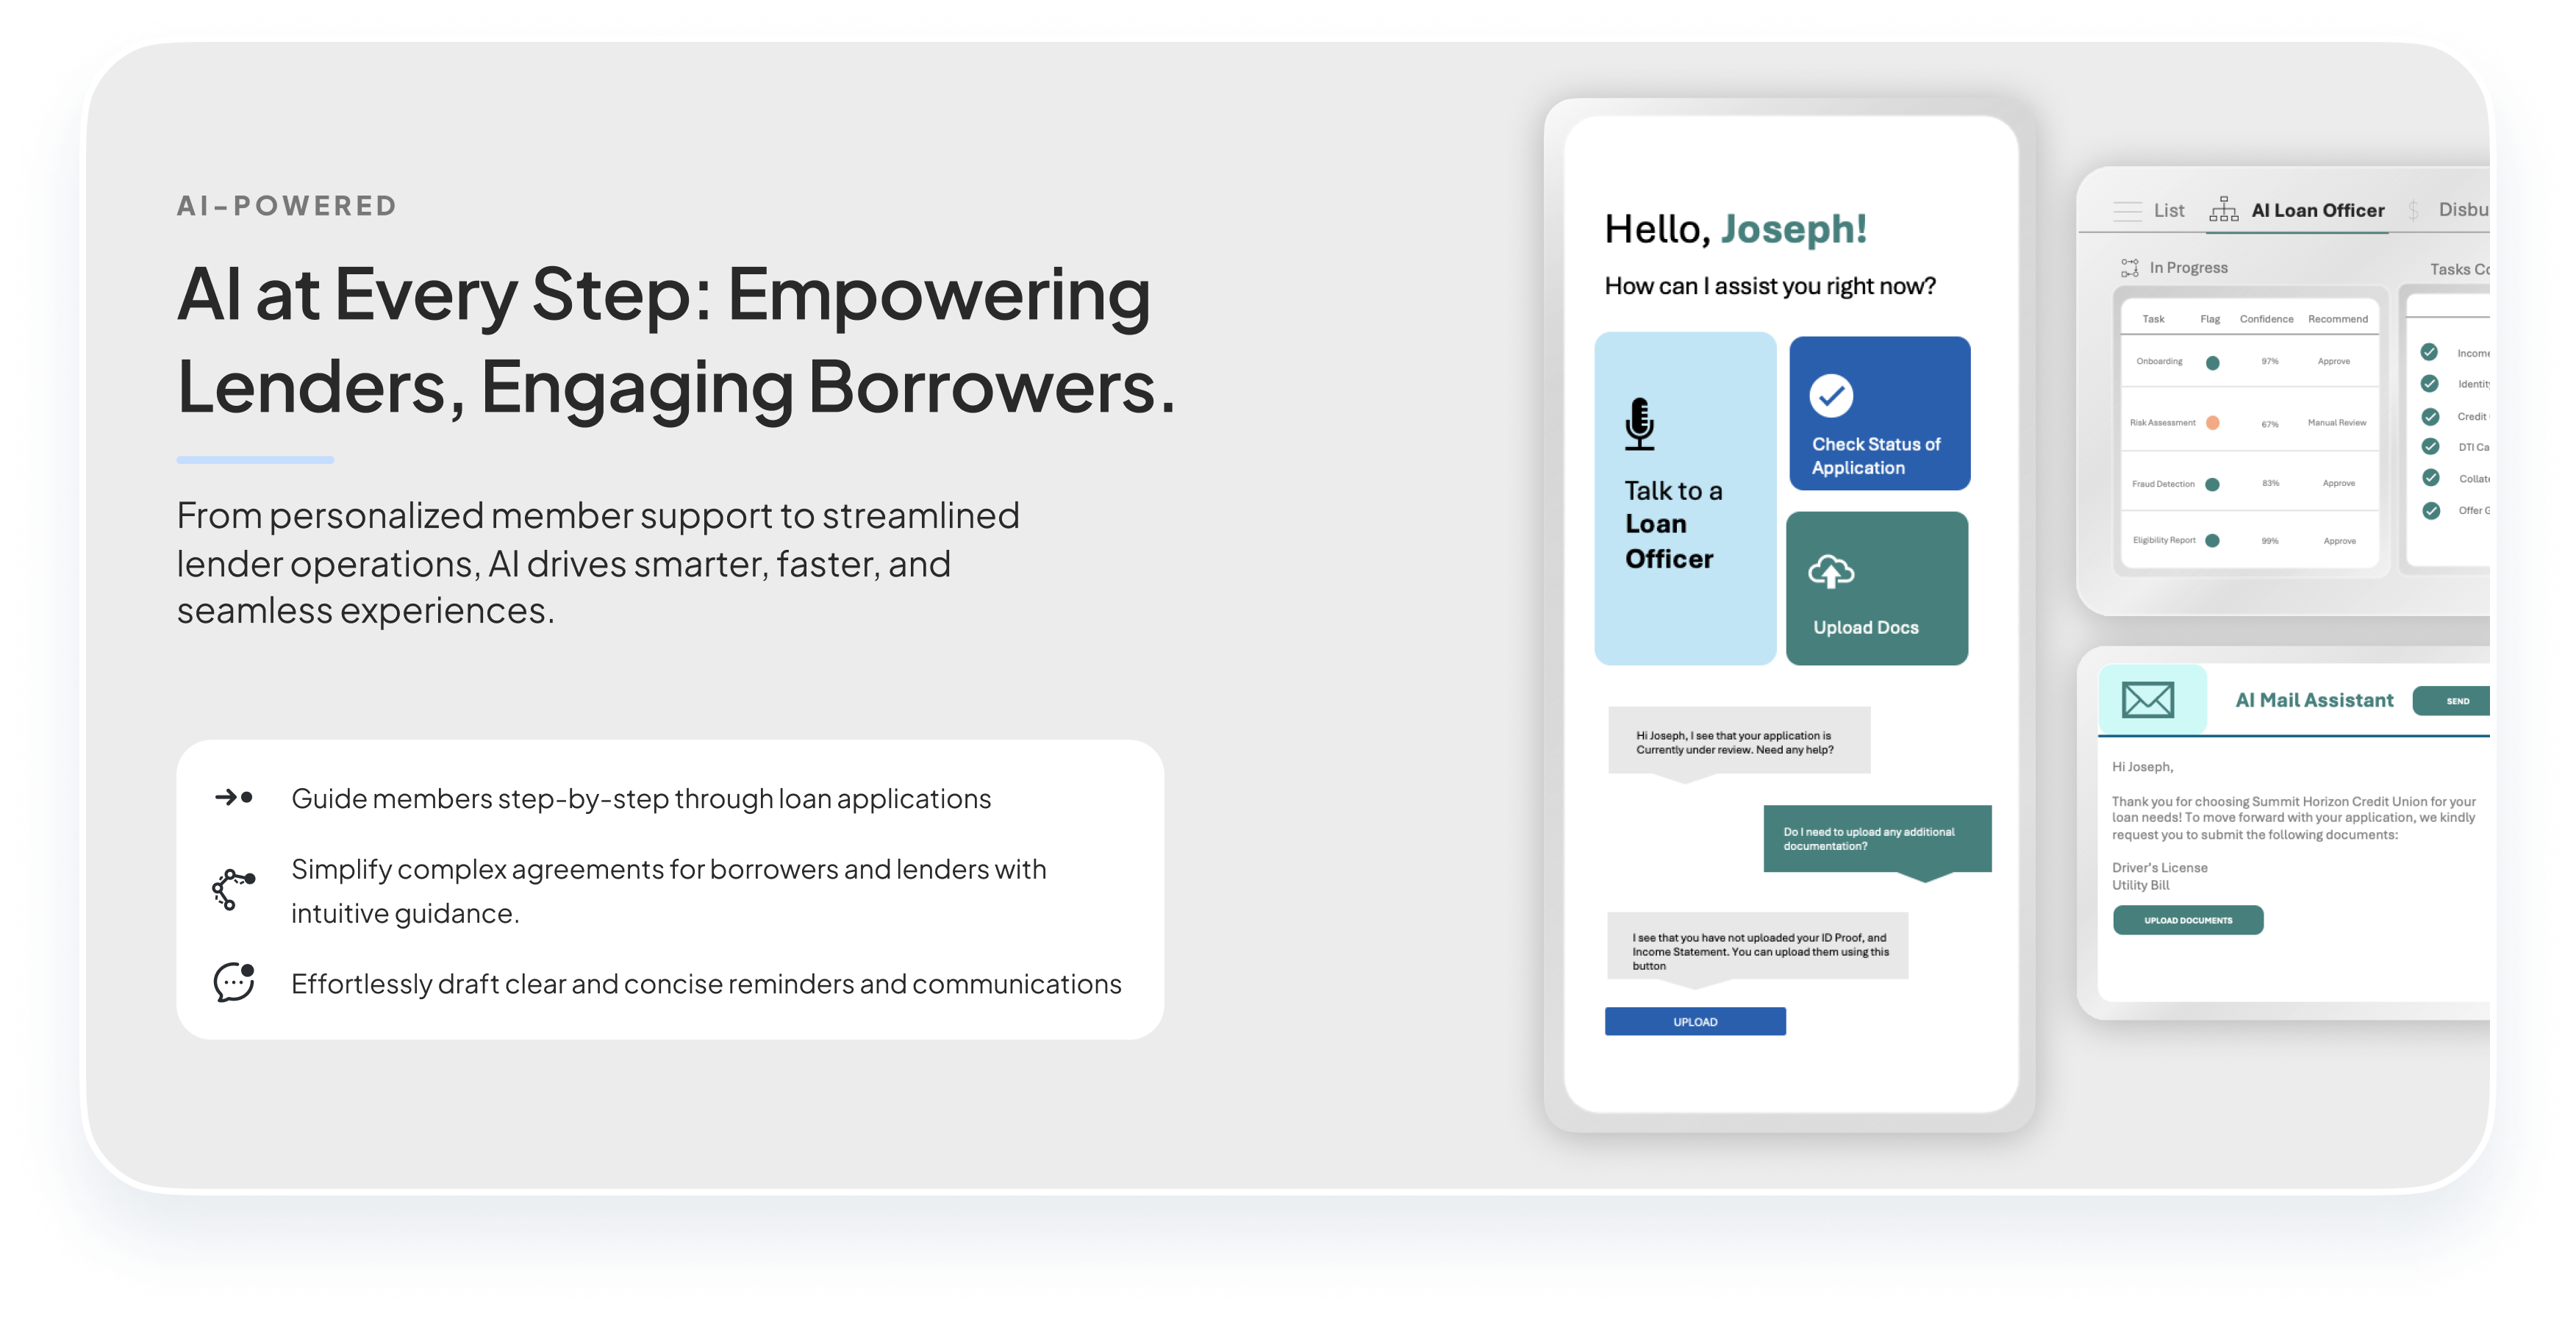 AI-POWERED
AI at Every Step: Empowering
Lenders, Engaging Borrowers.
From personalized member support to streamlined
lender operations, AI drives smarter, faster, and
seamless experiences.
Guide members step-by-step through loan applications
Simplify complex agreements for borrowers and lenders with
intuitive guidance.
Effortlessly draft clear and concise reminders and communications
Hello, Joseph!
How can I assist you right now?
Talk to a
Loan
Officer
Check Status of
Application
Upload Docs
Hi Joseph, I see that your application is
Currently under review. Need any help?
Do I need to upload any additional
documentation?
I see that you have not uploaded your ID Proof, and
Income Statement. You can upload them using this
button
UPLOAD
List AI Loan Officer $ Disbu
In Progress
Task Flag Confidence Recommend
Onboarding 97% Approve
Risk Assessment 67% Manual Review
Fraud Detection 83% Approve
Eligibility Report 99% Approve
Tasks Co
Income
Identity
Credit
DTI Ca
Collate
Offer G
AI Mail Assistant SEND
Hi Joseph,
Thank you for choosing Summit Horizon Credit Union for your
loan needs! To move forward with your application, we kindly
request you to submit the following documents:
Driver's License
Utility Bill
UPLOAD DOCUMENTS